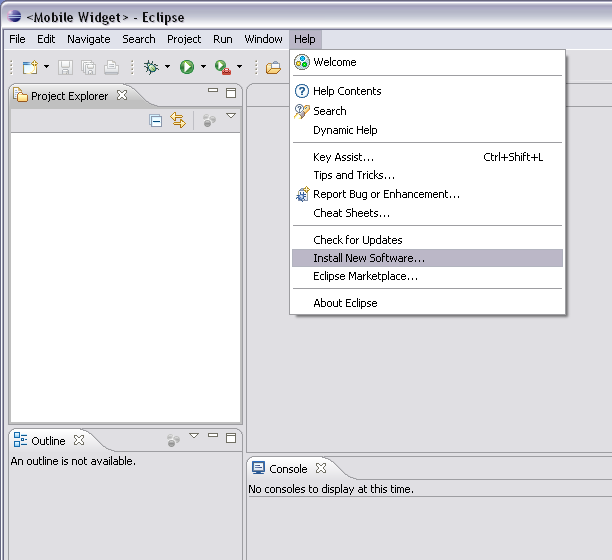 <Mobile Widget> - Eclipse
File Edit Navigate Search Project Run Window Help
Project Explorer
Welcome
Help Contents
Search
Dynamic Help
Key Assist... Ctrl+Shift+L
Tips and Tricks...
Report Bug or Enhancement...
Cheat Sheets...
Check for Updates
Install New Software...
Eclipse Marketplace...
About Eclipse
Outline
An outline is not available.
Console
No consoles to display at this time.